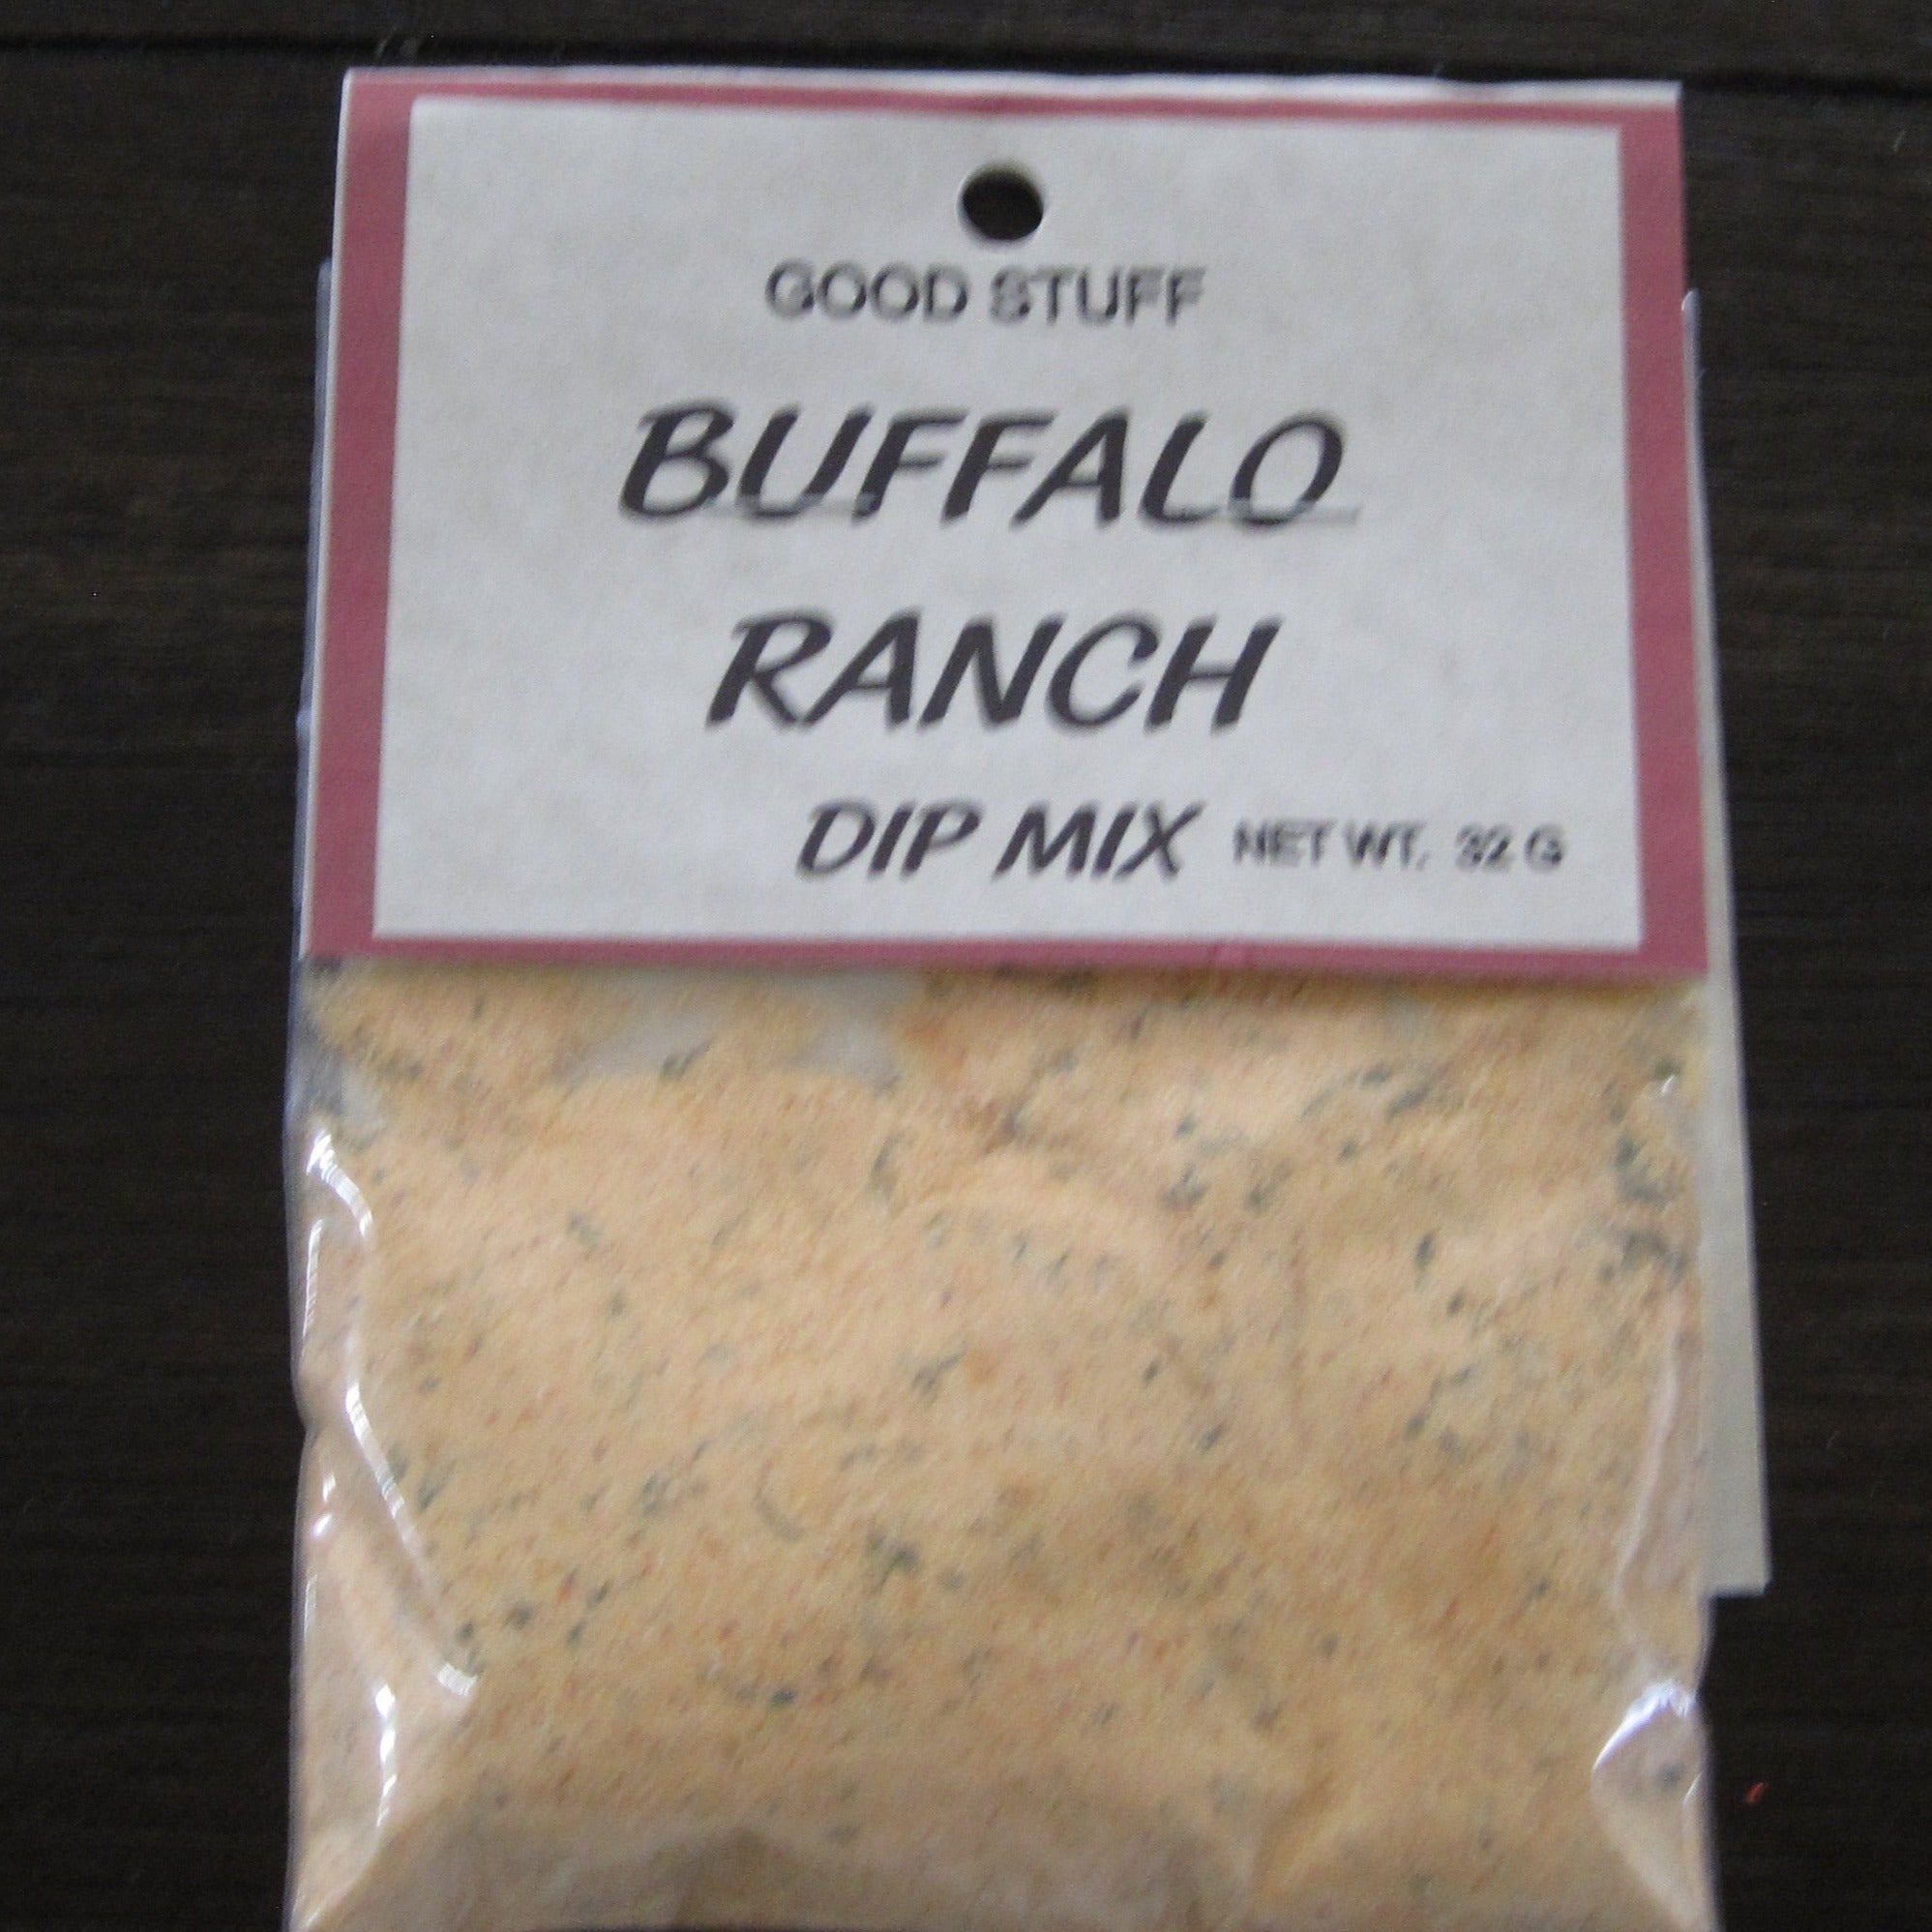 GOOD STUFF
BUFFALO
RANCH
DIP MIX NET WT. 32 G